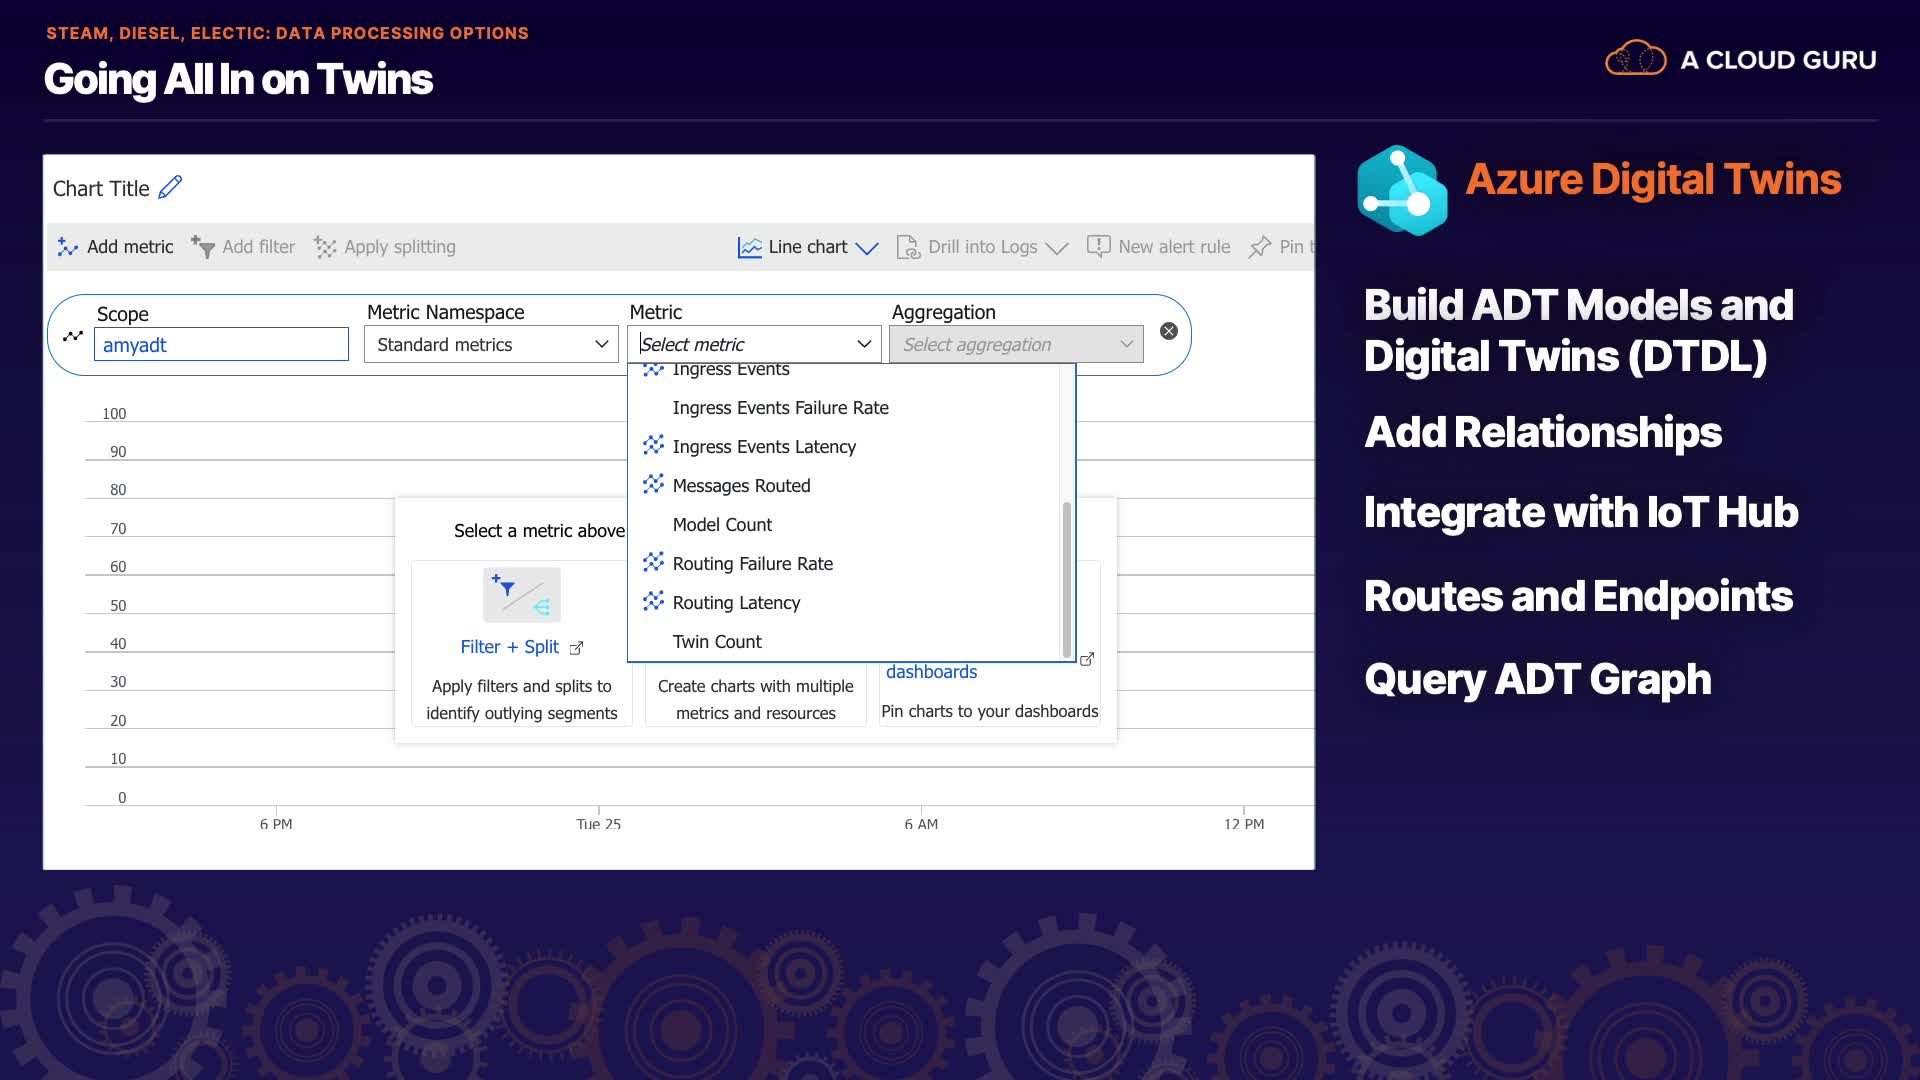 STEAM, DIESEL, ELECTIC: DATA PROCESSING OPTIONS
Going All In on Twins
A CLOUD GURU
Chart Title
Add metric
Add filter
Apply splitting
Line chart
Drill into Logs
New alert rule
Pin t
Scope
Metric Namespace
Metric
Aggregation
amyadt
Standard metrics
Select metric
Select aggregation
Ingress Events
Ingress Events Failure Rate
Ingress Events Latency
Messages Routed
Model Count
Routing Failure Rate
Routing Latency
Twin Count
100
90
80
70
60
50
40
30
20
10
0
6 PM
Tue 25
6 AM
12 PM
Select a metric above
Filter + Split
Apply filters and splits to
identify outlying segments
Create charts with multiple
metrics and resources
dashboards
Pin charts to your dashboards
Azure Digital Twins
Build ADT Models and
Digital Twins (DTDL)
Add Relationships
Integrate with IoT Hub
Routes and Endpoints
Query ADT Graph